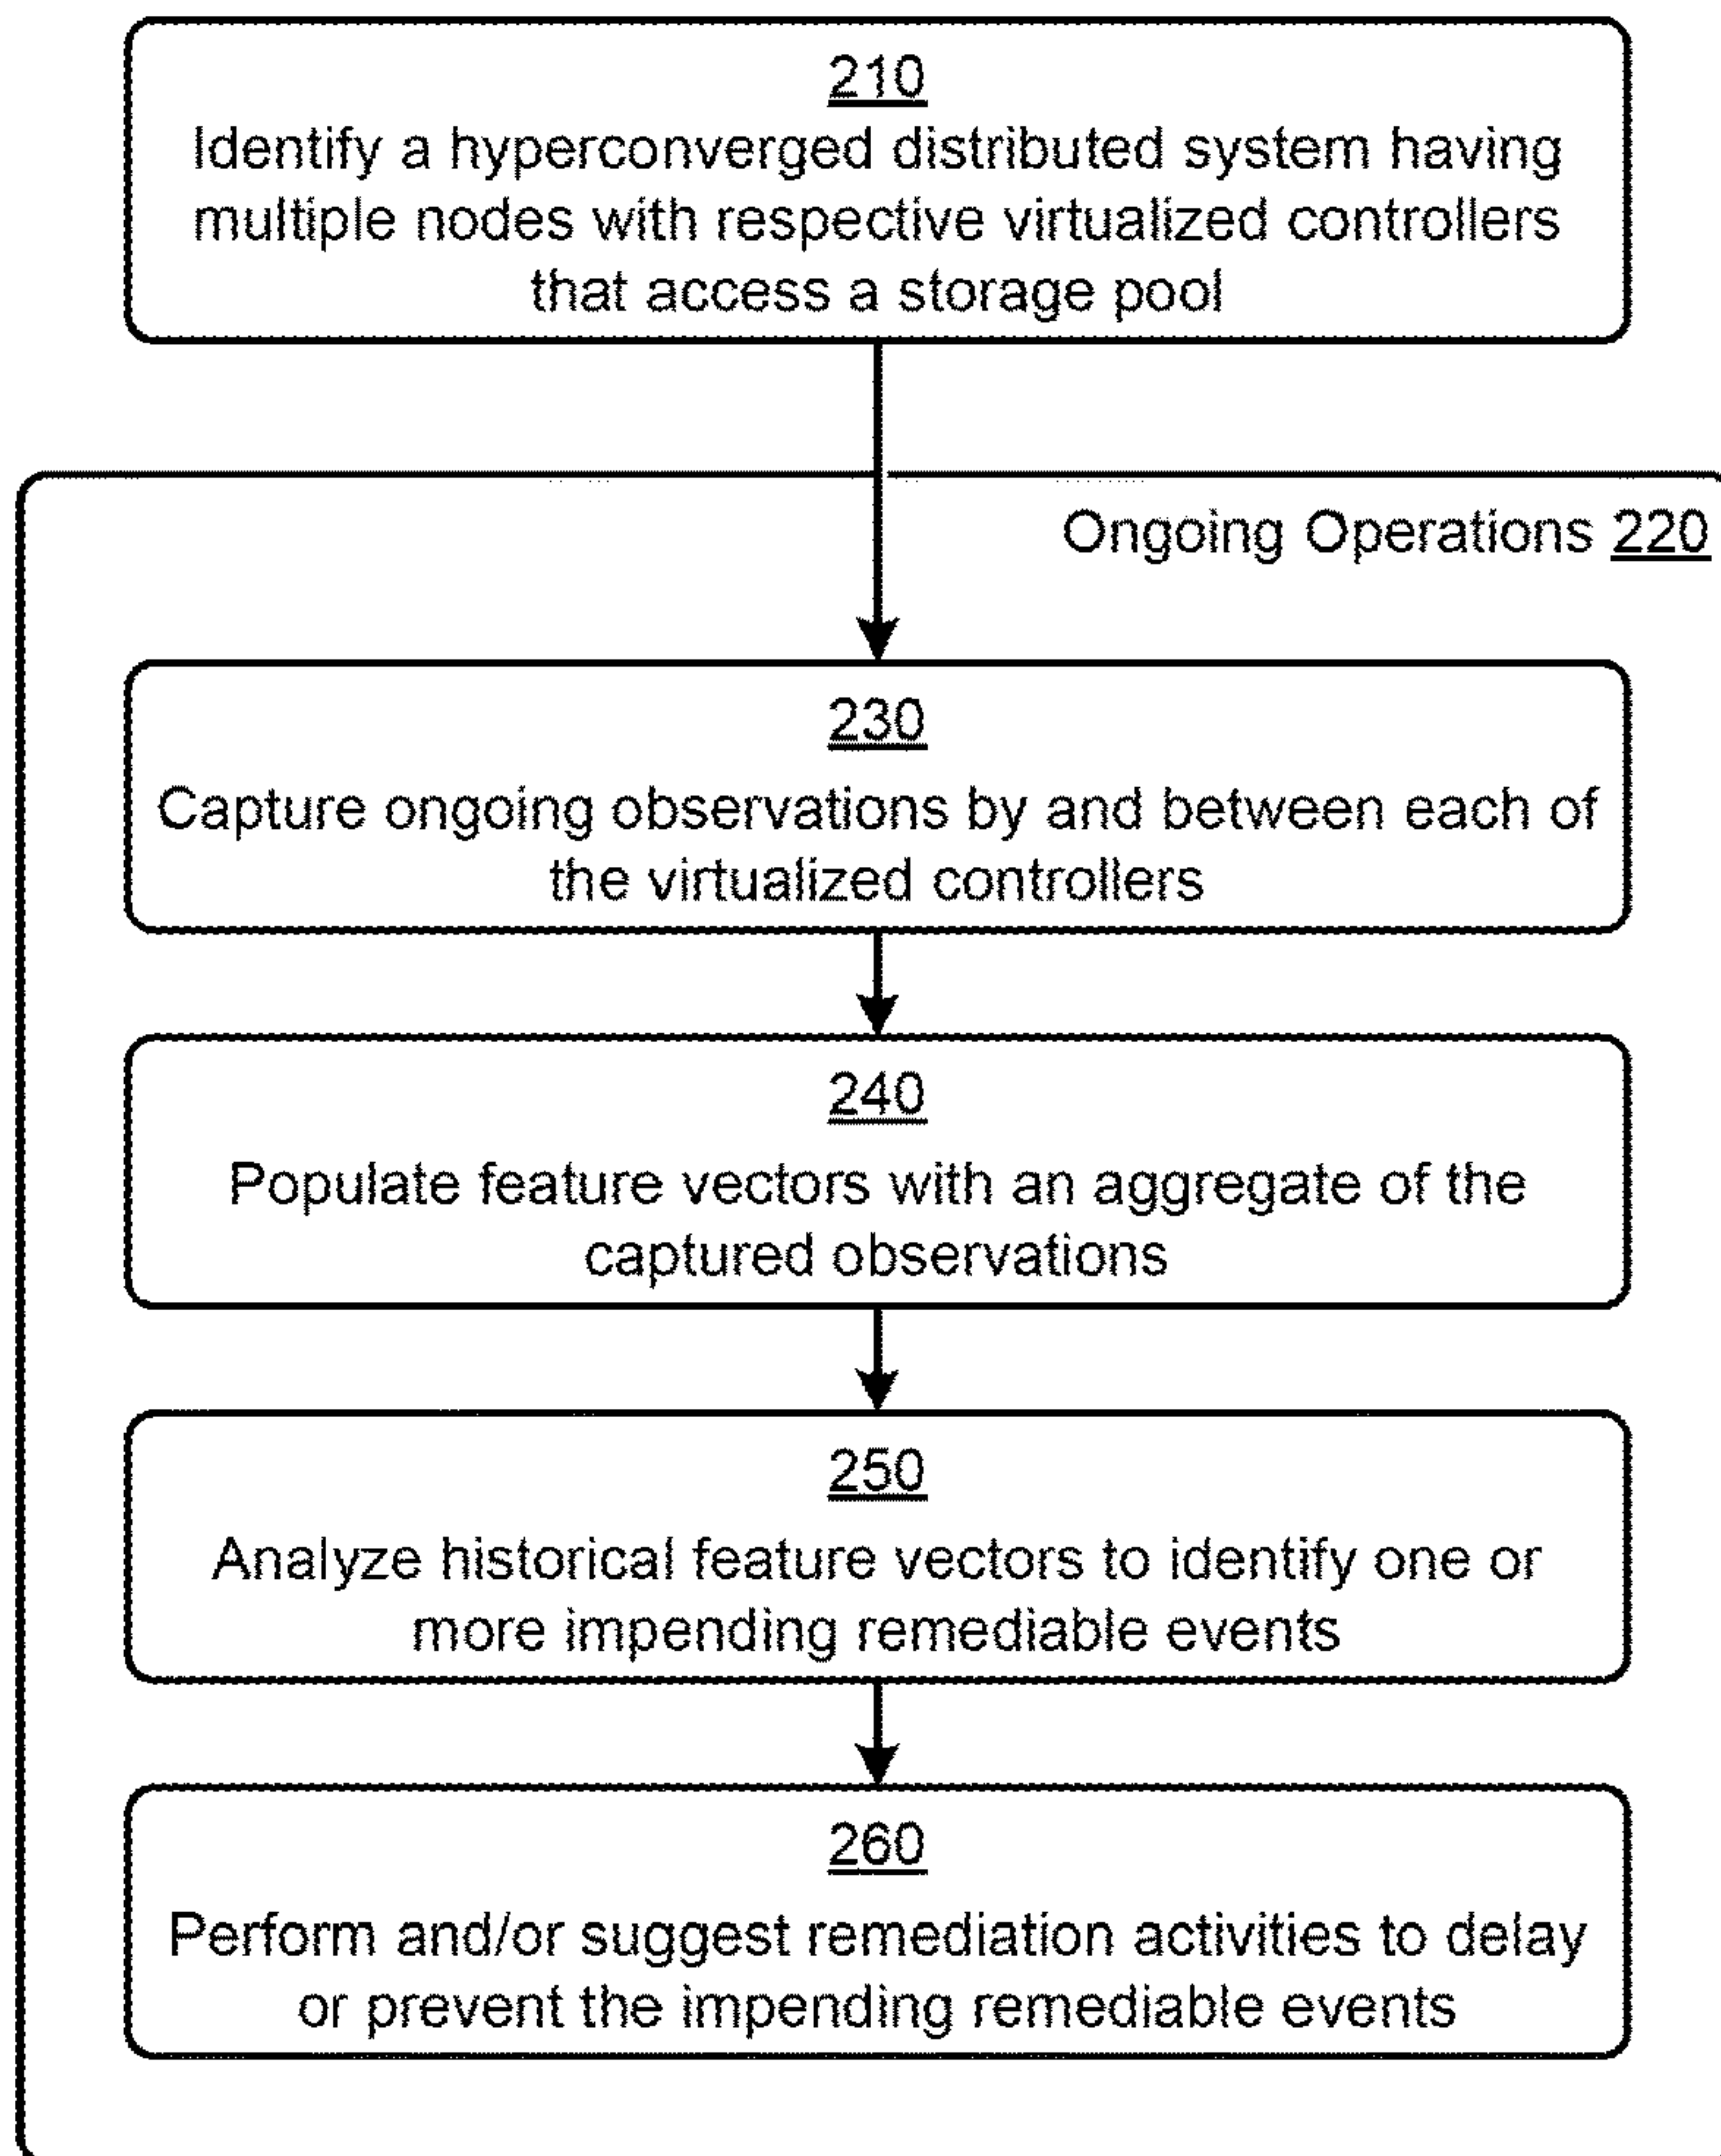 210
Identify a hyperconverged distributed system having
multiple nodes with respective virtualized controllers
that access a storage pool
Ongoing Operations 220
230
Capture ongoing observations by and between each of
the virtualized controllers
240
Populate feature vectors with an aggregate of the
captured observations
250
Analyze historical feature vectors to identify one or
more impending remediable events
260
Perform and/or suggest remediation activities to delay
or prevent the impending remediable events